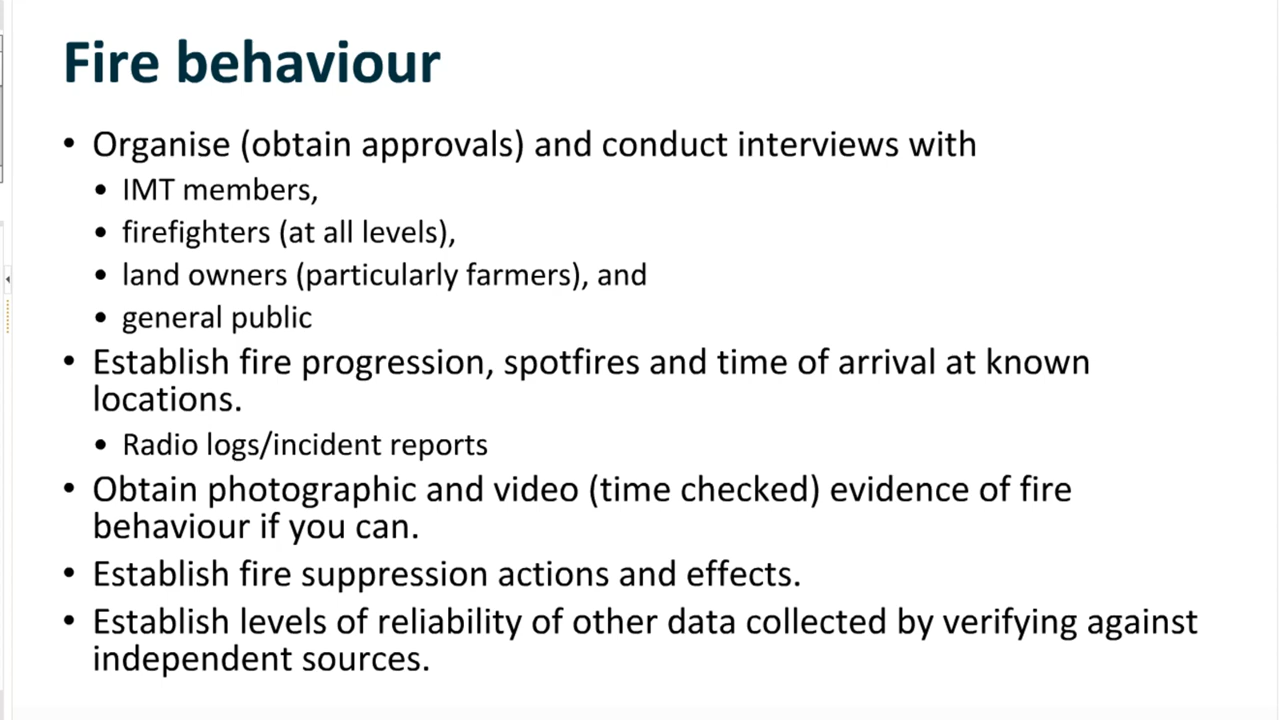 Fire behaviour
• Organise (obtain approvals) and conduct interviews with
• IMT members,
• firefighters (at all levels),
• land owners (particularly farmers), and
• general public
• Establish fire progression, spotfires and time of arrival at known
locations.
• Radio logs/incident reports
• Obtain photographic and video (time checked) evidence of fire
behaviour if you can.
• Establish fire suppression actions and effects.
• Establish levels of reliability of other data collected by verifying against
independent sources.